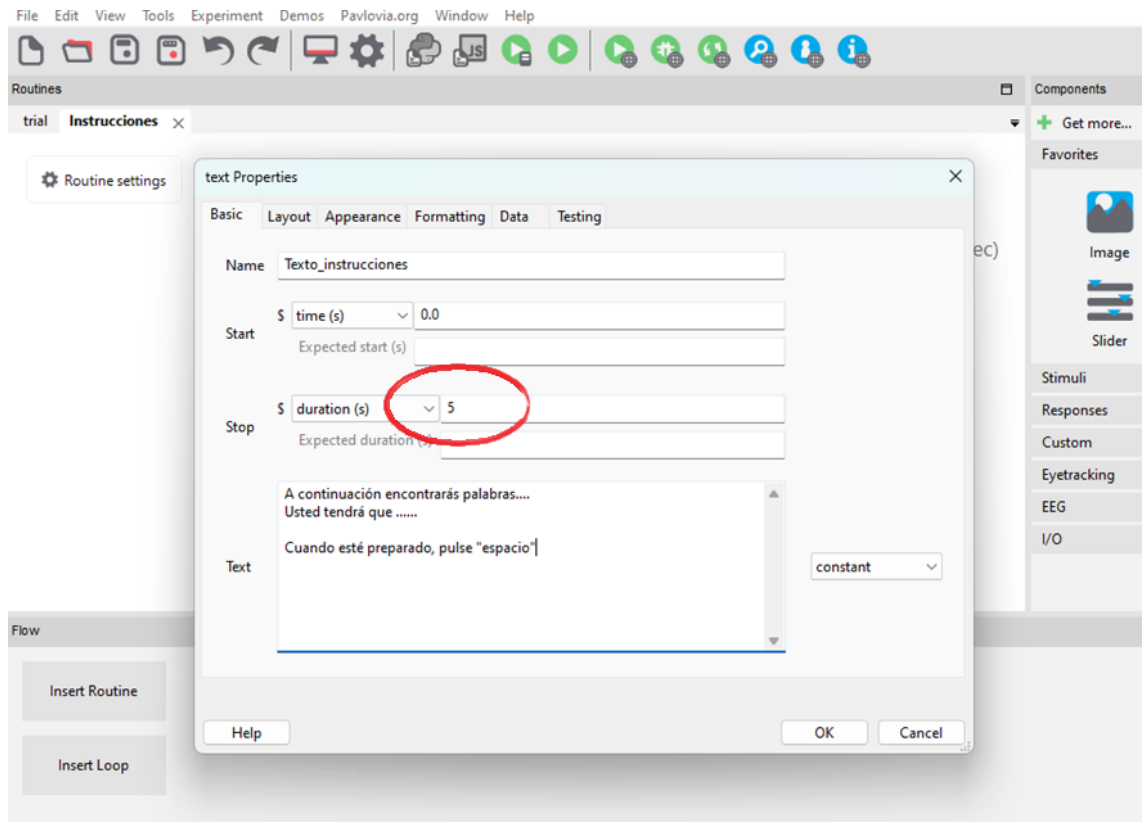 File Edit View Tools Experiment Demos Pavlovia.org Window Help
JS
Routines
Components
trial Instrucciones
Get more...
Favorites
Routine settings
text Properties
Basic Layout Appearance Formatting Data Testing
ec)
Name Texto_instrucciones
Image
Start $ time (s) 0.0
Expected start (s)
Slider
Stop $ duration (s) 5
Expected duration (s)
Stimuli
Responses
Custom
Eyetracking
EEG
I/O
Text
A continuación encontrarás palabras....
Usted tendrá que ......
Cuando esté preparado, pulse "espacio"
constant
Flow
Insert Routine
Insert Loop
Help OK Cancel